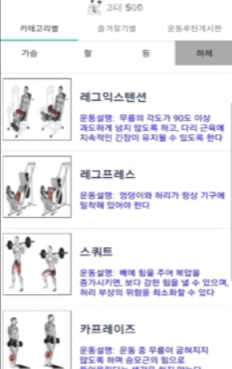 3대 500
카테고리별 즐겨찾기별 운동루틴게시판
가슴 팔 등 하체
레그익스텐션
운동설명: 무릎의 각도가 90도 이상
과도하게 넘지 않도록 하고, 다리 근육에
지속적인 긴장이 유지될 수 있도록 한다
레그프레스
운동설명: 엉덩이와 허리가 항상 기구에
밀착돼 있어야 한다
스쿼트
운동설명: 배에 힘을 주어 복압을
증가시키면, 보다 강한 힘을 낼 수 있으며,
허리 부상의 위험을 최소화할 수 있다
카프레이즈
운동설명: 운동 중 무릎이 굽혀지지
않도록 하며 슴모근의 힘으로